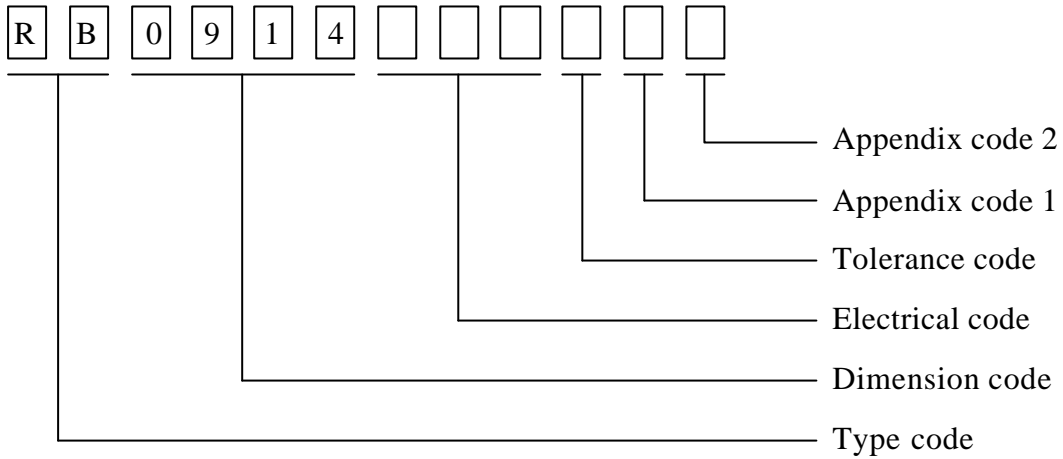 R B 0 9 1 4
Appendix code 2
Appendix code 1
Tolerance code
Electrical code
Dimension code
Type code